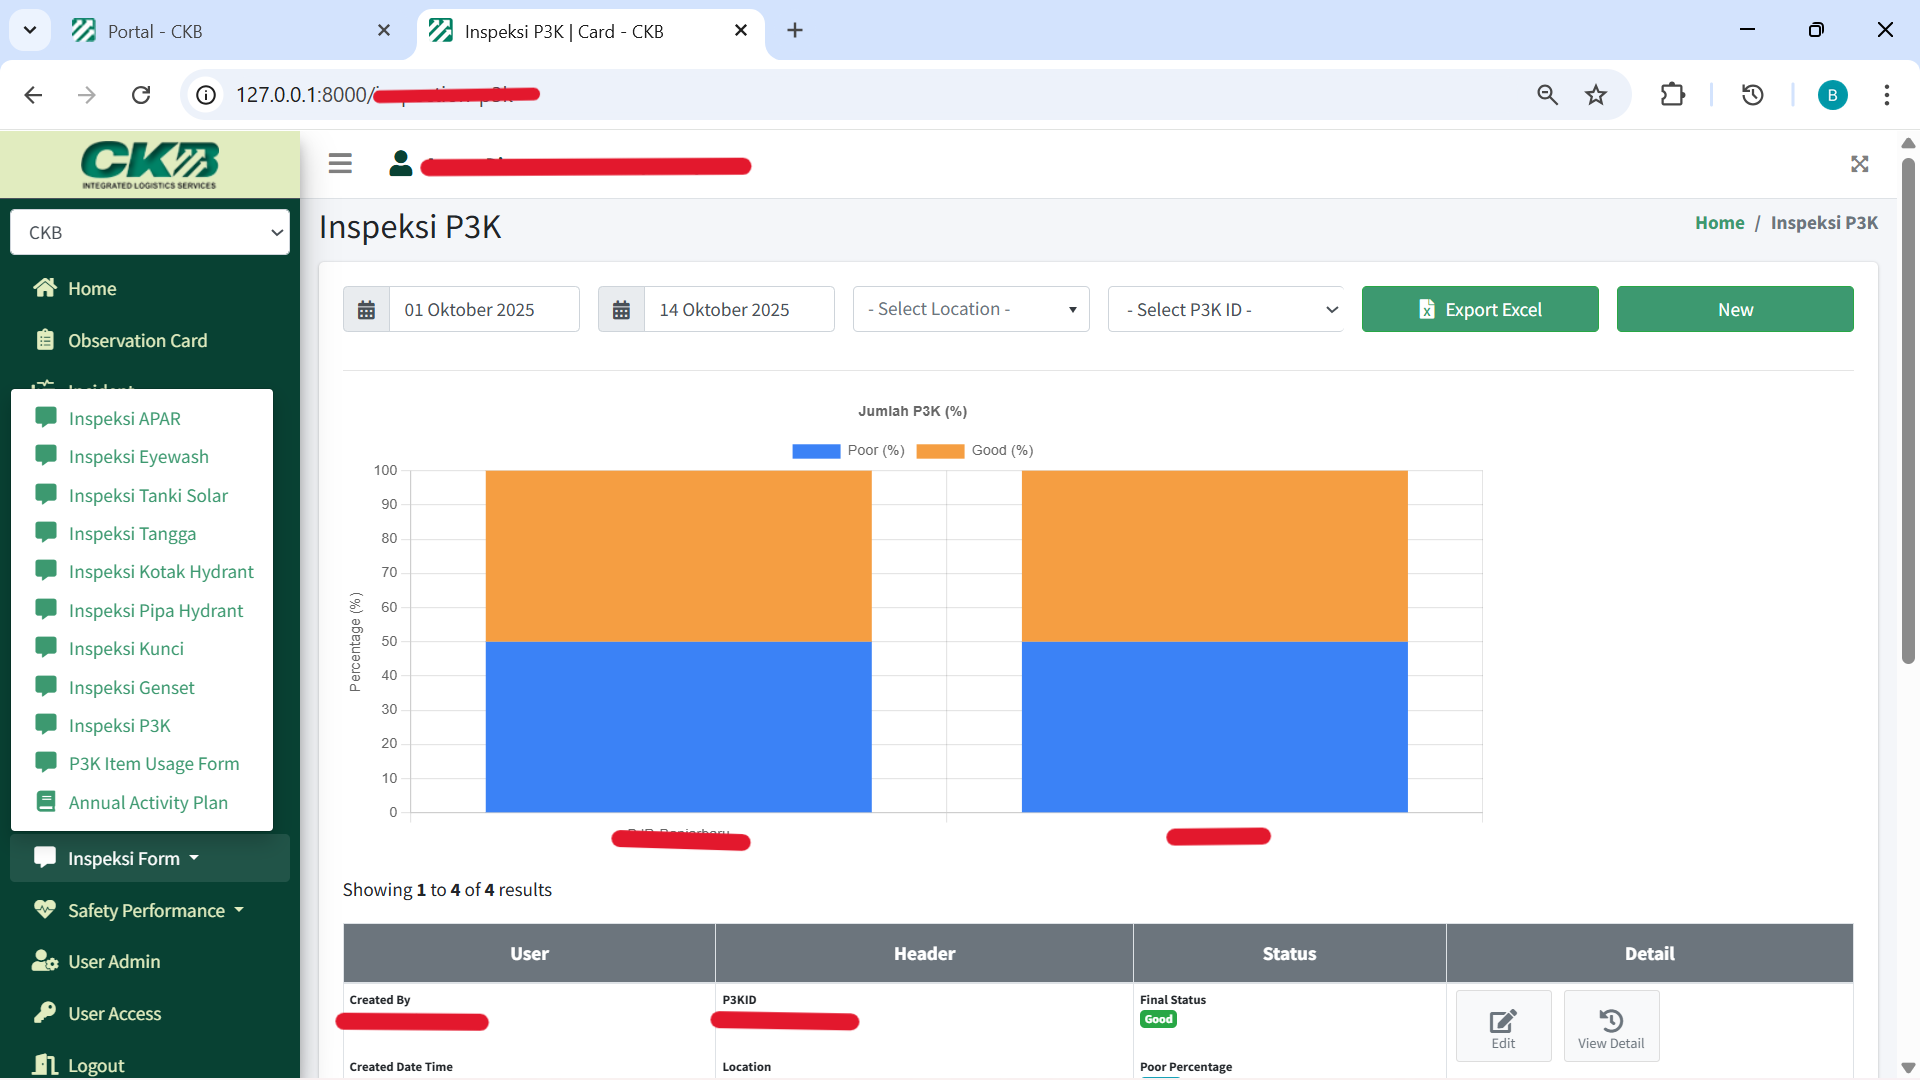 Portal - CKB
Inspeksi P3K | Card - CKB
127.0.0.1:8000/
B
CKB
INTEGRATED LOGISTICS SERVICES
CKB
Home
Observation Card
Incident
Inspeksi APAR
Inspeksi Eyewash
Inspeksi Tanki Solar
Inspeksi Tangga
Inspeksi Kotak Hydrant
Inspeksi Pipa Hydrant
Inspeksi Kunci
Inspeksi Genset
Inspeksi P3K
P3K Item Usage Form
Annual Activity Plan
Inspeksi Form
Safety Performance
User Admin
User Access
Logout
Inspeksi P3K
Home / Inspeksi P3K
01 Oktober 2025
14 Oktober 2025
- Select Location -
- Select P3K ID -
Export Excel
New
Jumlah P3K (%)
Poor (%)
Good (%)
100
90
80
70
60
50
40
30
20
10
0
Percentage (%)
Showing 1 to 4 of 4 results
User
Header
Status
Detail
Created By
P3KID
Final Status
Good
Edit
View Detail
Created Date Time
Location
Poor Percentage